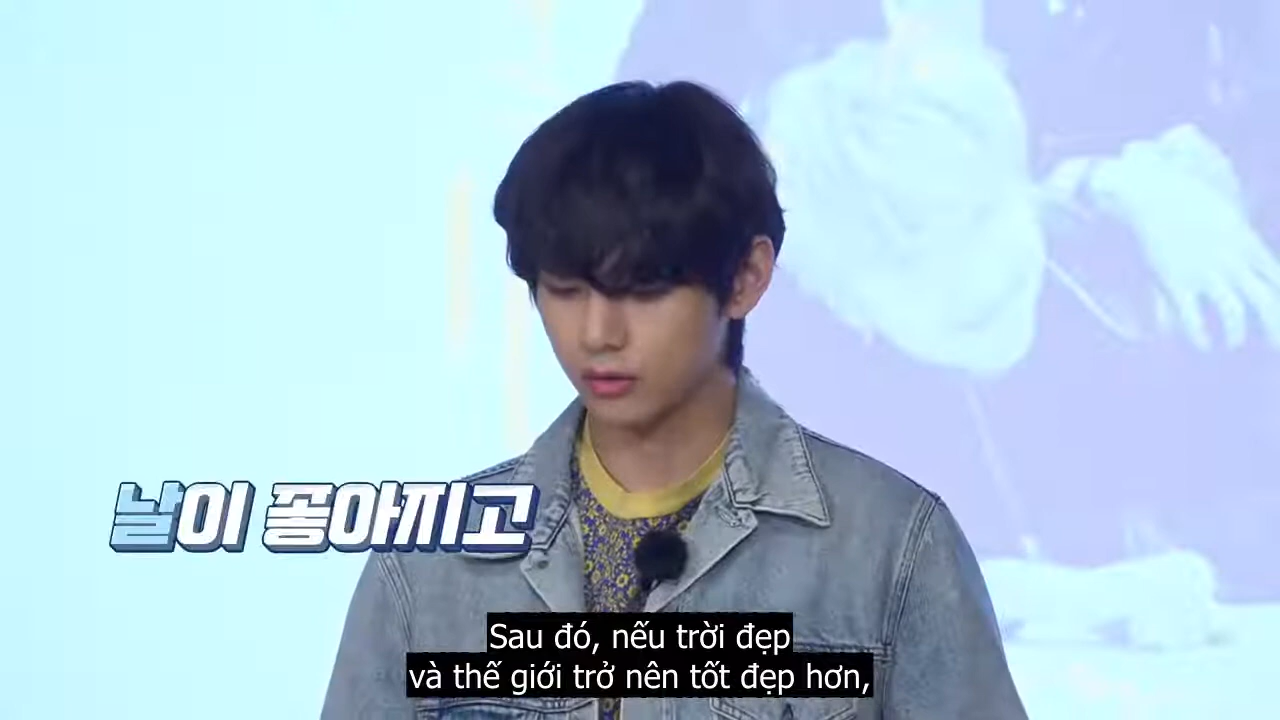 날이 좋아지고
Sau đó, nếu trời đẹp
và thế giới trở nên tốt đẹp hơn,